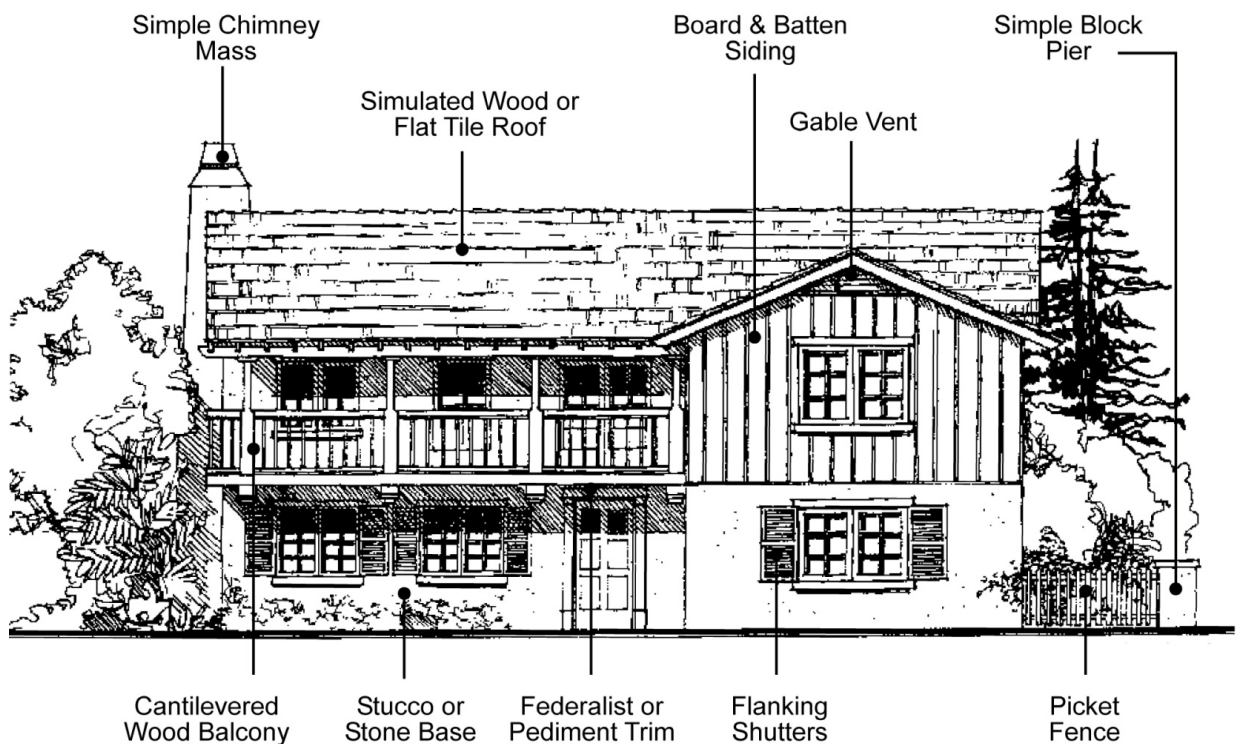 Simple Chimney
Mass
Simulated Wood or
Flat Tile Roof
Board & Batten
Siding
Gable Vent
Simple Block
Pier
Cantilevered
Wood Balcony
Stucco or
Stone Base
Federalist or
Pediment Trim
Flanking
Shutters
Picket
Fence